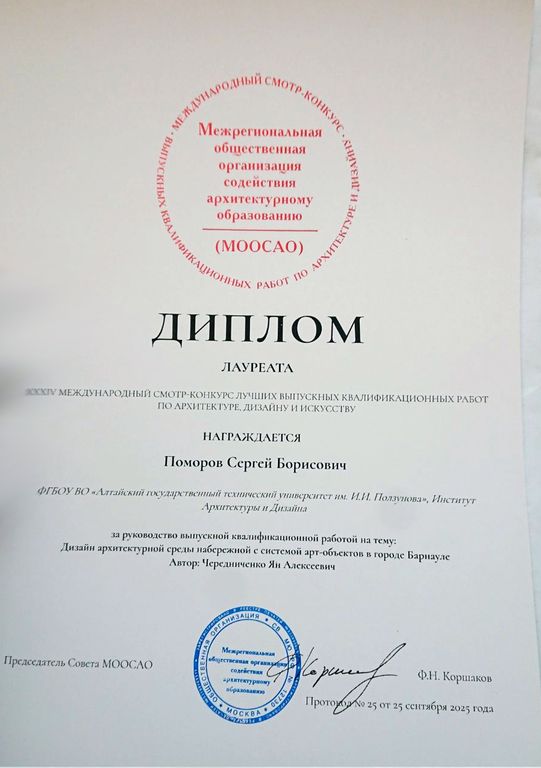 МЕЖДУНАРОДНЫЙ СМОТР-КОНКУРС · ВЫПУСКНЫХ КВАЛИФИКАЦИОННЫХ РАБОТ ПО АРХИТЕКТУРЕ И ДИЗАЙНУ ·
Межрегиональная
общественная
организация
содействия
архитектурному
образованию
(МООСАО)
ДИПЛОМ
ЛАУРЕАТА
XXXIV МЕЖДУНАРОДНЫЙ СМОТР-КОНКУРС ЛУЧШИХ ВЫПУСКНЫХ КВАЛИФИКАЦИОННЫХ РАБОТ
ПО АРХИТЕКТУРЕ, ДИЗАЙНУ И ИСКУССТВУ
НАГРАЖДАЕТСЯ
Поморов Сергей Борисович
ФГБОУ ВО «Алтайский государственный технический университет им. И.И. Ползунова», Институт
Архитектуры и Дизайна
за руководство выпускной квалификационной работой на тему:
Дизайн архитектурной среды набережной с системой арт-объектов в городе Барнауле
Автор: Чередниченко Ян Алексеевич
ОБЩЕСТВЕННАЯ ОРГАНИЗАЦИЯ
МОСКВА
Межрегиональная
общественная организация
содействия
архитектурному
образованию
Председатель Совета МООСАО
Ф.Н. Коршаков
Протокол № 25 от 25 сентября 2025 года